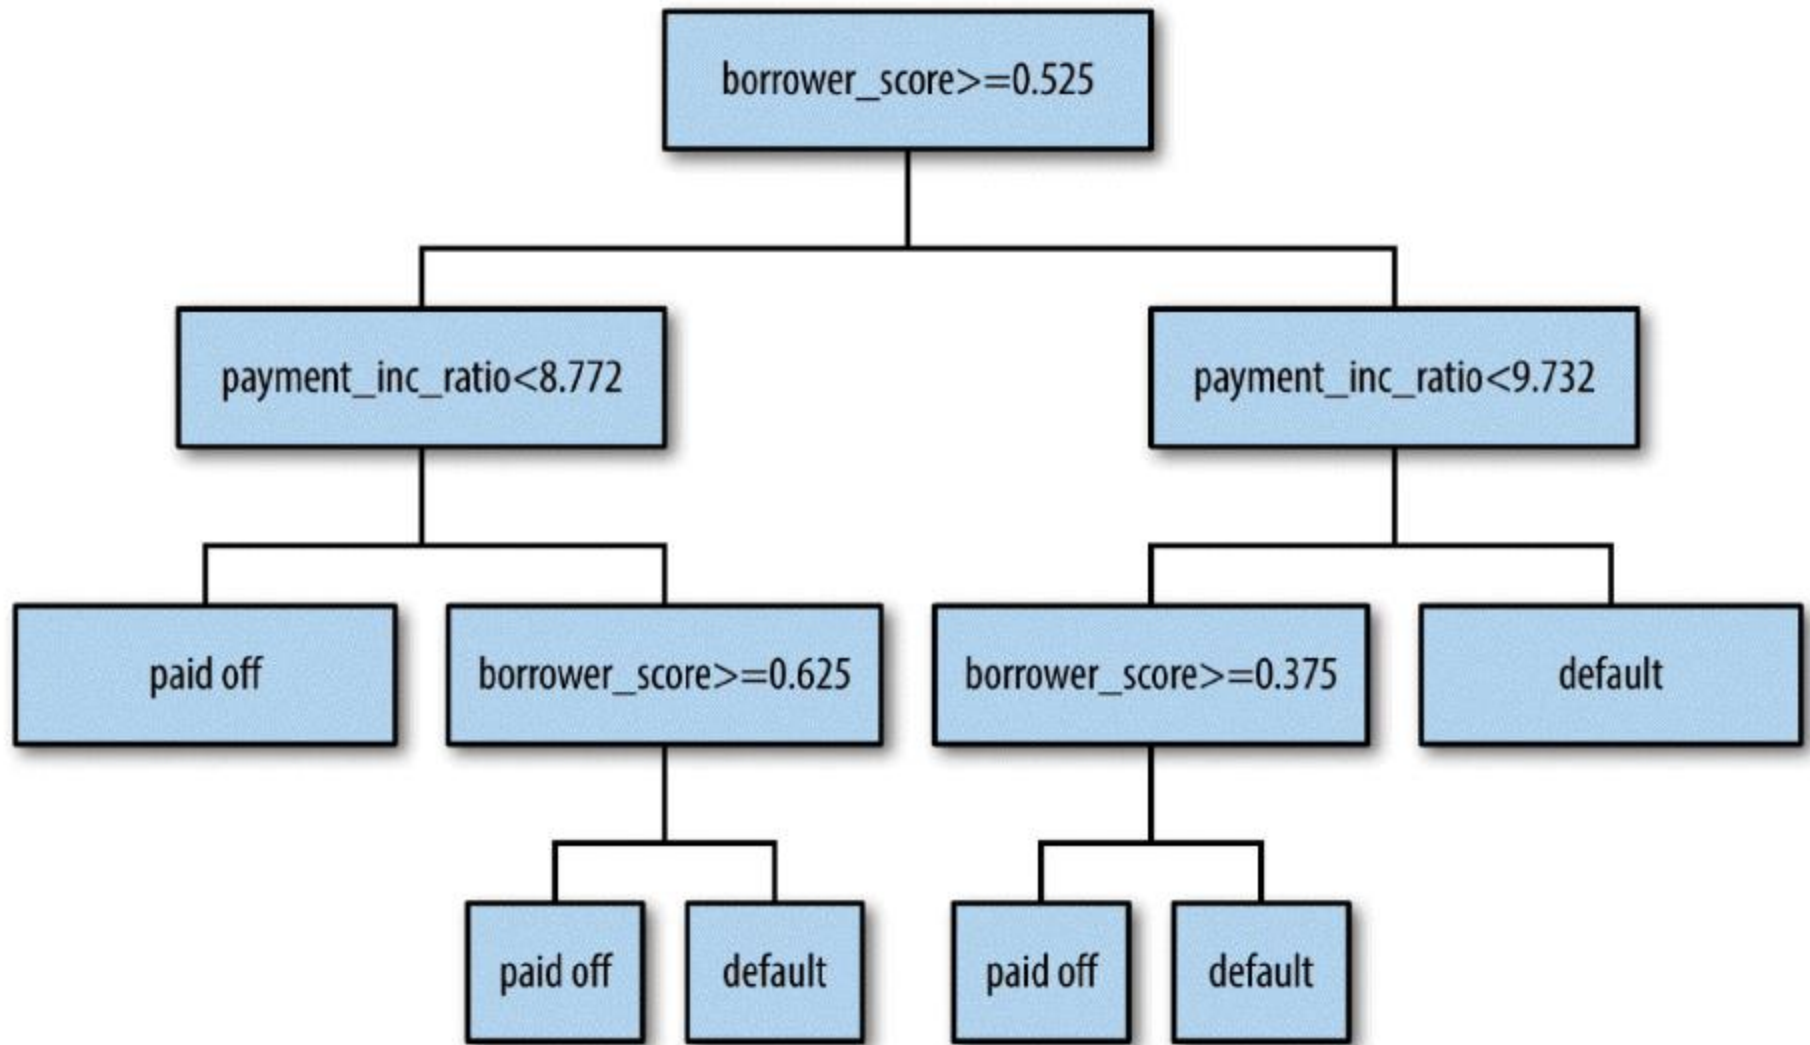 borrower_score>=0.525
payment_inc_ratio<8.772
payment_inc_ratio<9.732
paid off
borrower_score>=0.625
borrower_score>=0.375
default
paid off
default
paid off
default